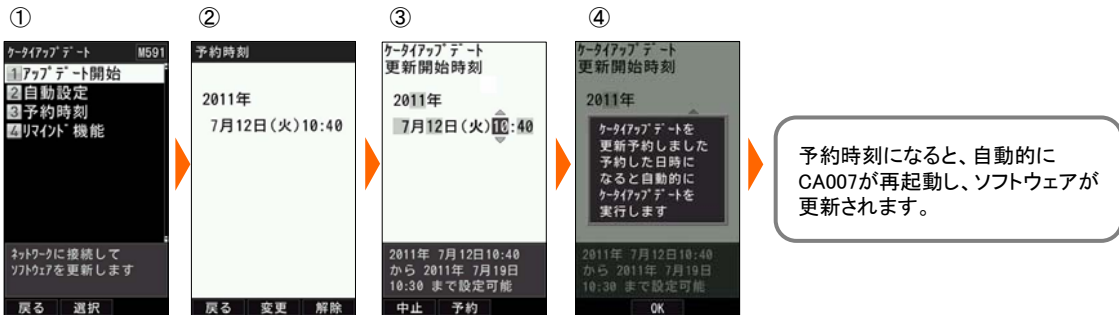 ①
ｹｰﾀｲｱｯﾌﾟﾃﾞｰﾄ M591
1 ｱｯﾌﾟﾃﾞｰﾄ開始
2 自動設定
3 予約時刻
4 ﾘﾏｲﾝﾄﾞ機能
ﾈｯﾄﾜｰｸに接続して
ｿﾌﾄｳｪｱを更新します
戻る 選択
②
予約時刻
2011年
7月12日(火)10:40
戻る 変更 解除
③
ｹｰﾀｲｱｯﾌﾟﾃﾞｰﾄ
更新開始時刻
2011年
7月12日(火)10:40
2011年 7月12日10:40
から 2011年 7月19日
10:30 まで設定可能
中止 予約
④
ｹｰﾀｲｱｯﾌﾟﾃﾞｰﾄ
更新開始時刻
2011年
ｹｰﾀｲｱｯﾌﾟﾃﾞｰﾄを
更新予約しました
予約した日時に
なると自動的に
ｹｰﾀｲｱｯﾌﾟﾃﾞｰﾄを
実行します
2011年 7月12日10:40
から 2011年 7月19日
10:30 まで設定可能
OK
予約時刻になると、自動的に
CA007が再起動し、ソフトウェアが
更新されます。